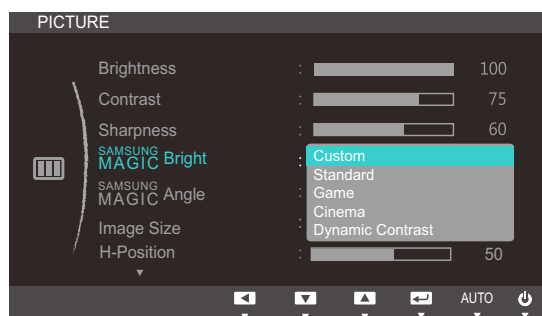 PICTURE
Brightness : 100
Contrast : 75
Sharpness : 60
SAMSUNG MAGIC Bright : Custom
Standard
SAMSUNG MAGIC Angle : Game
Cinema
Image Size : Dynamic Contrast
H-Position : 50
AUTO